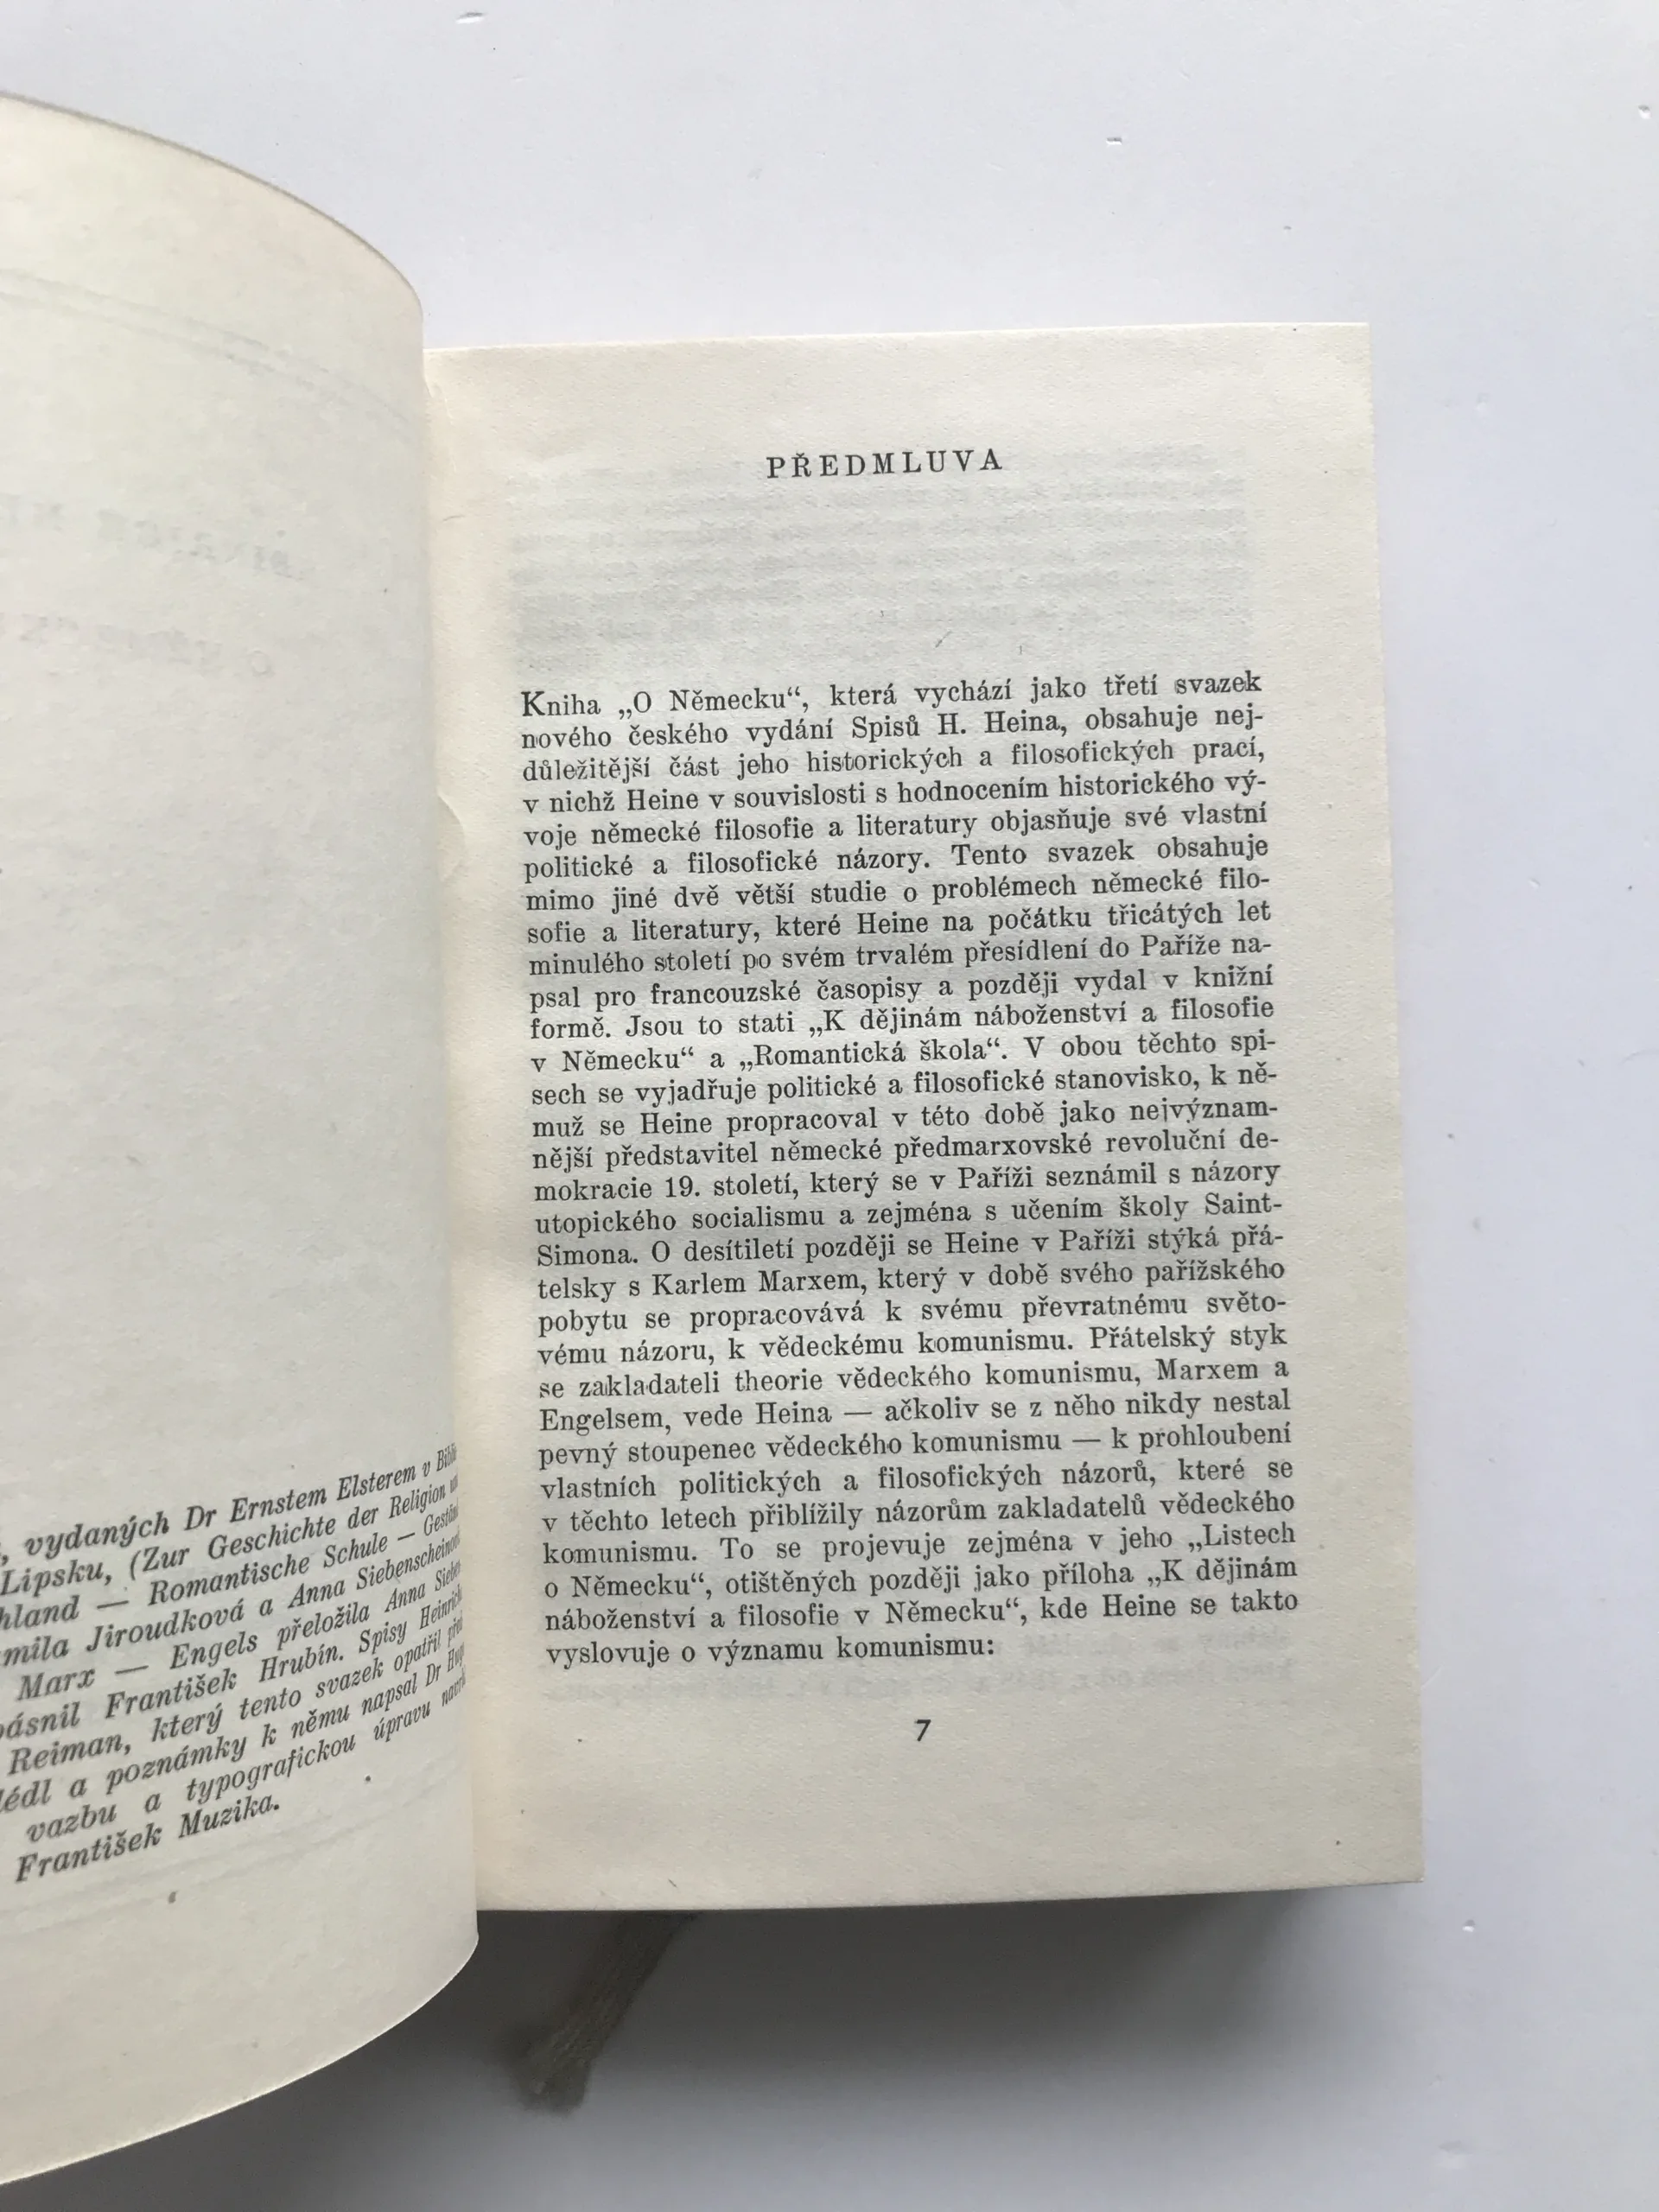 , vydaných Dr Ernstem Elsterem v
Lipsku, (Zur Geschichte der Religion
— Romantische Schule —
Jiroudková a Anna Siebenscheinová
Marx — Engels přeložila Anna
František Hrubín. Spisy Heinricha
Reiman, který tento svazek opatřil
a poznámky k němu napsal Dr
vazbu a typografickou úpravu
František Muzika.
PŘEDMLUVA
Kniha „O Německu“, která vychází jako třetí svazek
nového českého vydání Spisů H. Heina, obsahuje nej-
důležitější část jeho historických a filosofických prací,
v nichž Heine v souvislosti s hodnocením historického vý-
voje německé filosofie a literatury objasňuje své vlastní
politické a filosofické názory. Tento svazek obsahuje
mimo jiné dvě větší studie o problémech německé filo-
sofie a literatury, které Heine na počátku třicátých let
minulého století po svém trvalém přesídlení do Paříže na-
psal pro francouzské časopisy a později vydal v knižní
formě. Jsou to stati „K dějinám náboženství a filosofie
v Německu“ a „Romantická škola“. V obou těchto spi-
sech se vyjadřuje politické a filosofické stanovisko, k ně-
muž se Heine propracoval v této době jako nejvýznam-
nější představitel německé předmarxovské revoluční de-
mokracie 19. století, který se v Paříži seznámil s názory
utopického socialismu a zejména s učením školy Saint-
Simona. O desítiletí později se Heine v Paříži stýká přá-
telsky s Karlem Marxem, který v době svého pařížského
pobytu se propracovává k svému převratnému světo-
vému názoru, k vědeckému komunismu. Přátelský styk
se zakladateli theorie vědeckého komunismu, Marxem a
Engelsem, vede Heina — ačkoliv se z něho nikdy nestal
pevný stoupenec vědeckého komunismu — k prohloubení
vlastních politických a filosofických názorů, které se
v těchto letech přiblížily názorům zakladatelů vědeckého
komunismu. To se projevuje zejména v jeho „Listech
o Německu“, otištěných později jako příloha „K dějinám
náboženství a filosofie v Německu“, kde Heine se takto
vyslovuje o významu komunismu:
7